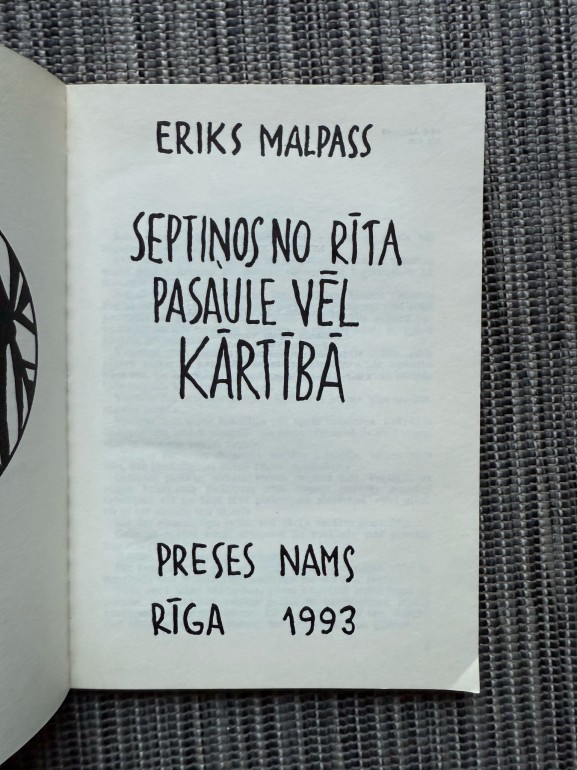 ERIKS MALPASS
SEPTIŅOS NO RĪTA
PASAULE VĒL
KĀRTĪBĀ
PRESES NAMS
RĪGA 1993